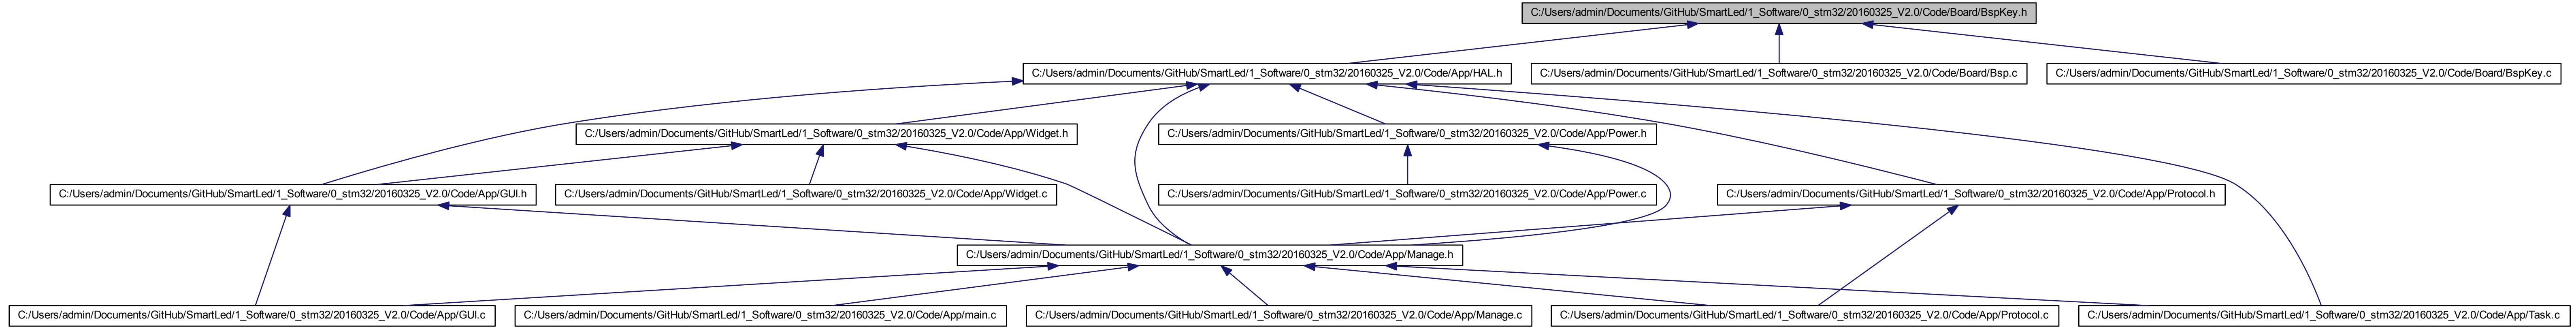 C:/Users/admin/Documents/GitHub/SmartLed/1_Software/0_stm32/20160325_V2.0/Code/Board/BspKey.h
C:/Users/admin/Documents/GitHub/SmartLed/1_Software/0_stm32/20160325_V2.0/Code/App/HAL.h
C:/Users/admin/Documents/GitHub/SmartLed/1_Software/0_stm32/20160325_V2.0/Code/Board/Bsp.c
C:/Users/admin/Documents/GitHub/SmartLed/1_Software/0_stm32/20160325_V2.0/Code/Board/BspKey.c
C:/Users/admin/Documents/GitHub/SmartLed/1_Software/0_stm32/20160325_V2.0/Code/App/Widget.h
C:/Users/admin/Documents/GitHub/SmartLed/1_Software/0_stm32/20160325_V2.0/Code/App/Power.h
C:/Users/admin/Documents/GitHub/SmartLed/1_Software/0_stm32/20160325_V2.0/Code/App/GUI.h
C:/Users/admin/Documents/GitHub/SmartLed/1_Software/0_stm32/20160325_V2.0/Code/App/Widget.c
C:/Users/admin/Documents/GitHub/SmartLed/1_Software/0_stm32/20160325_V2.0/Code/App/Power.c
C:/Users/admin/Documents/GitHub/SmartLed/1_Software/0_stm32/20160325_V2.0/Code/App/Protocol.h
C:/Users/admin/Documents/GitHub/SmartLed/1_Software/0_stm32/20160325_V2.0/Code/App/Manage.h
C:/Users/admin/Documents/GitHub/SmartLed/1_Software/0_stm32/20160325_V2.0/Code/App/GUI.c
C:/Users/admin/Documents/GitHub/SmartLed/1_Software/0_stm32/20160325_V2.0/Code/App/main.c
C:/Users/admin/Documents/GitHub/SmartLed/1_Software/0_stm32/20160325_V2.0/Code/App/Manage.c
C:/Users/admin/Documents/GitHub/SmartLed/1_Software/0_stm32/20160325_V2.0/Code/App/Protocol.c
C:/Users/admin/Documents/GitHub/SmartLed/1_Software/0_stm32/20160325_V2.0/Code/App/Task.c